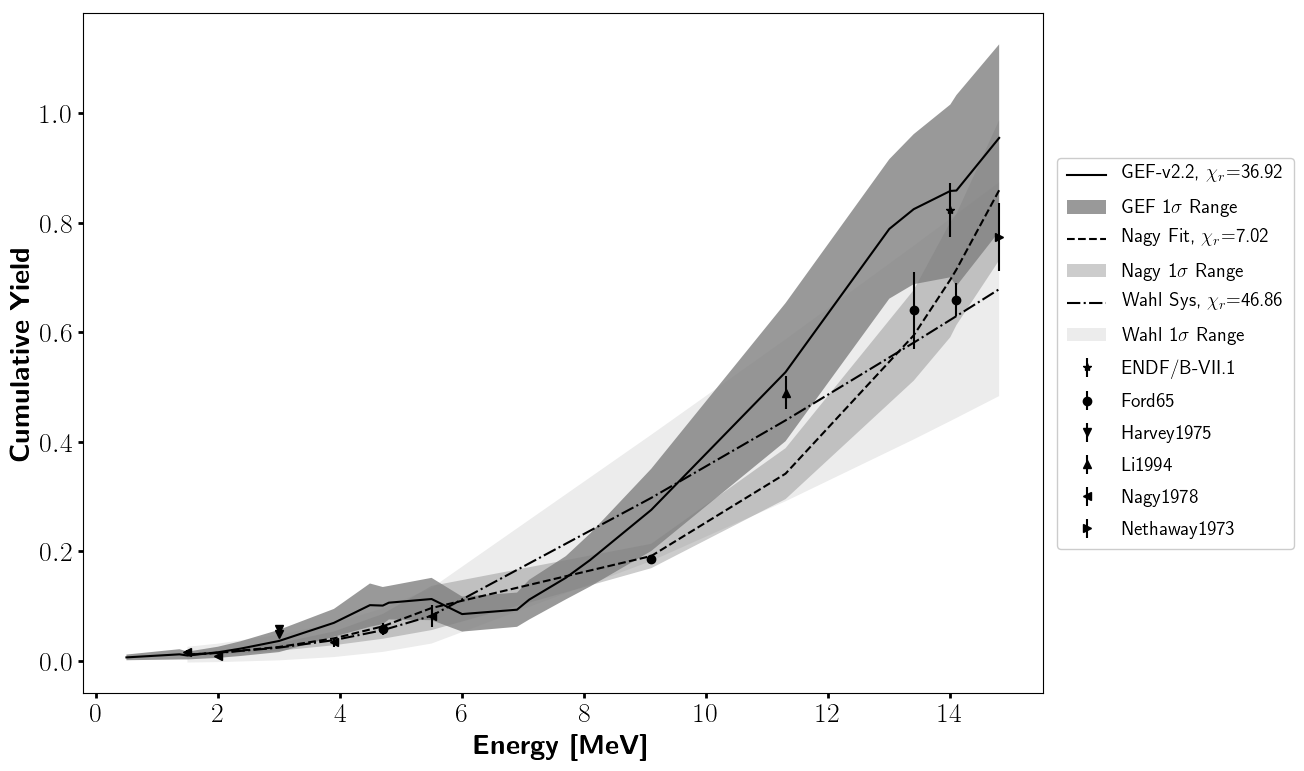 1.0
0.8
0.6
0.4
0.2
0.0
Cumulative Yield
0 2 4 6 8 10 12 14
Energy [MeV]
GEF-v2.2, χᵣ=36.92
GEF 1σ Range
Nagy Fit, χᵣ=7.02
Nagy 1σ Range
Wahl Sys, χᵣ=46.86
Wahl 1σ Range
ENDF/B-VII.1
Ford65
Harvey1975
Li1994
Nagy1978
Nethaway1973